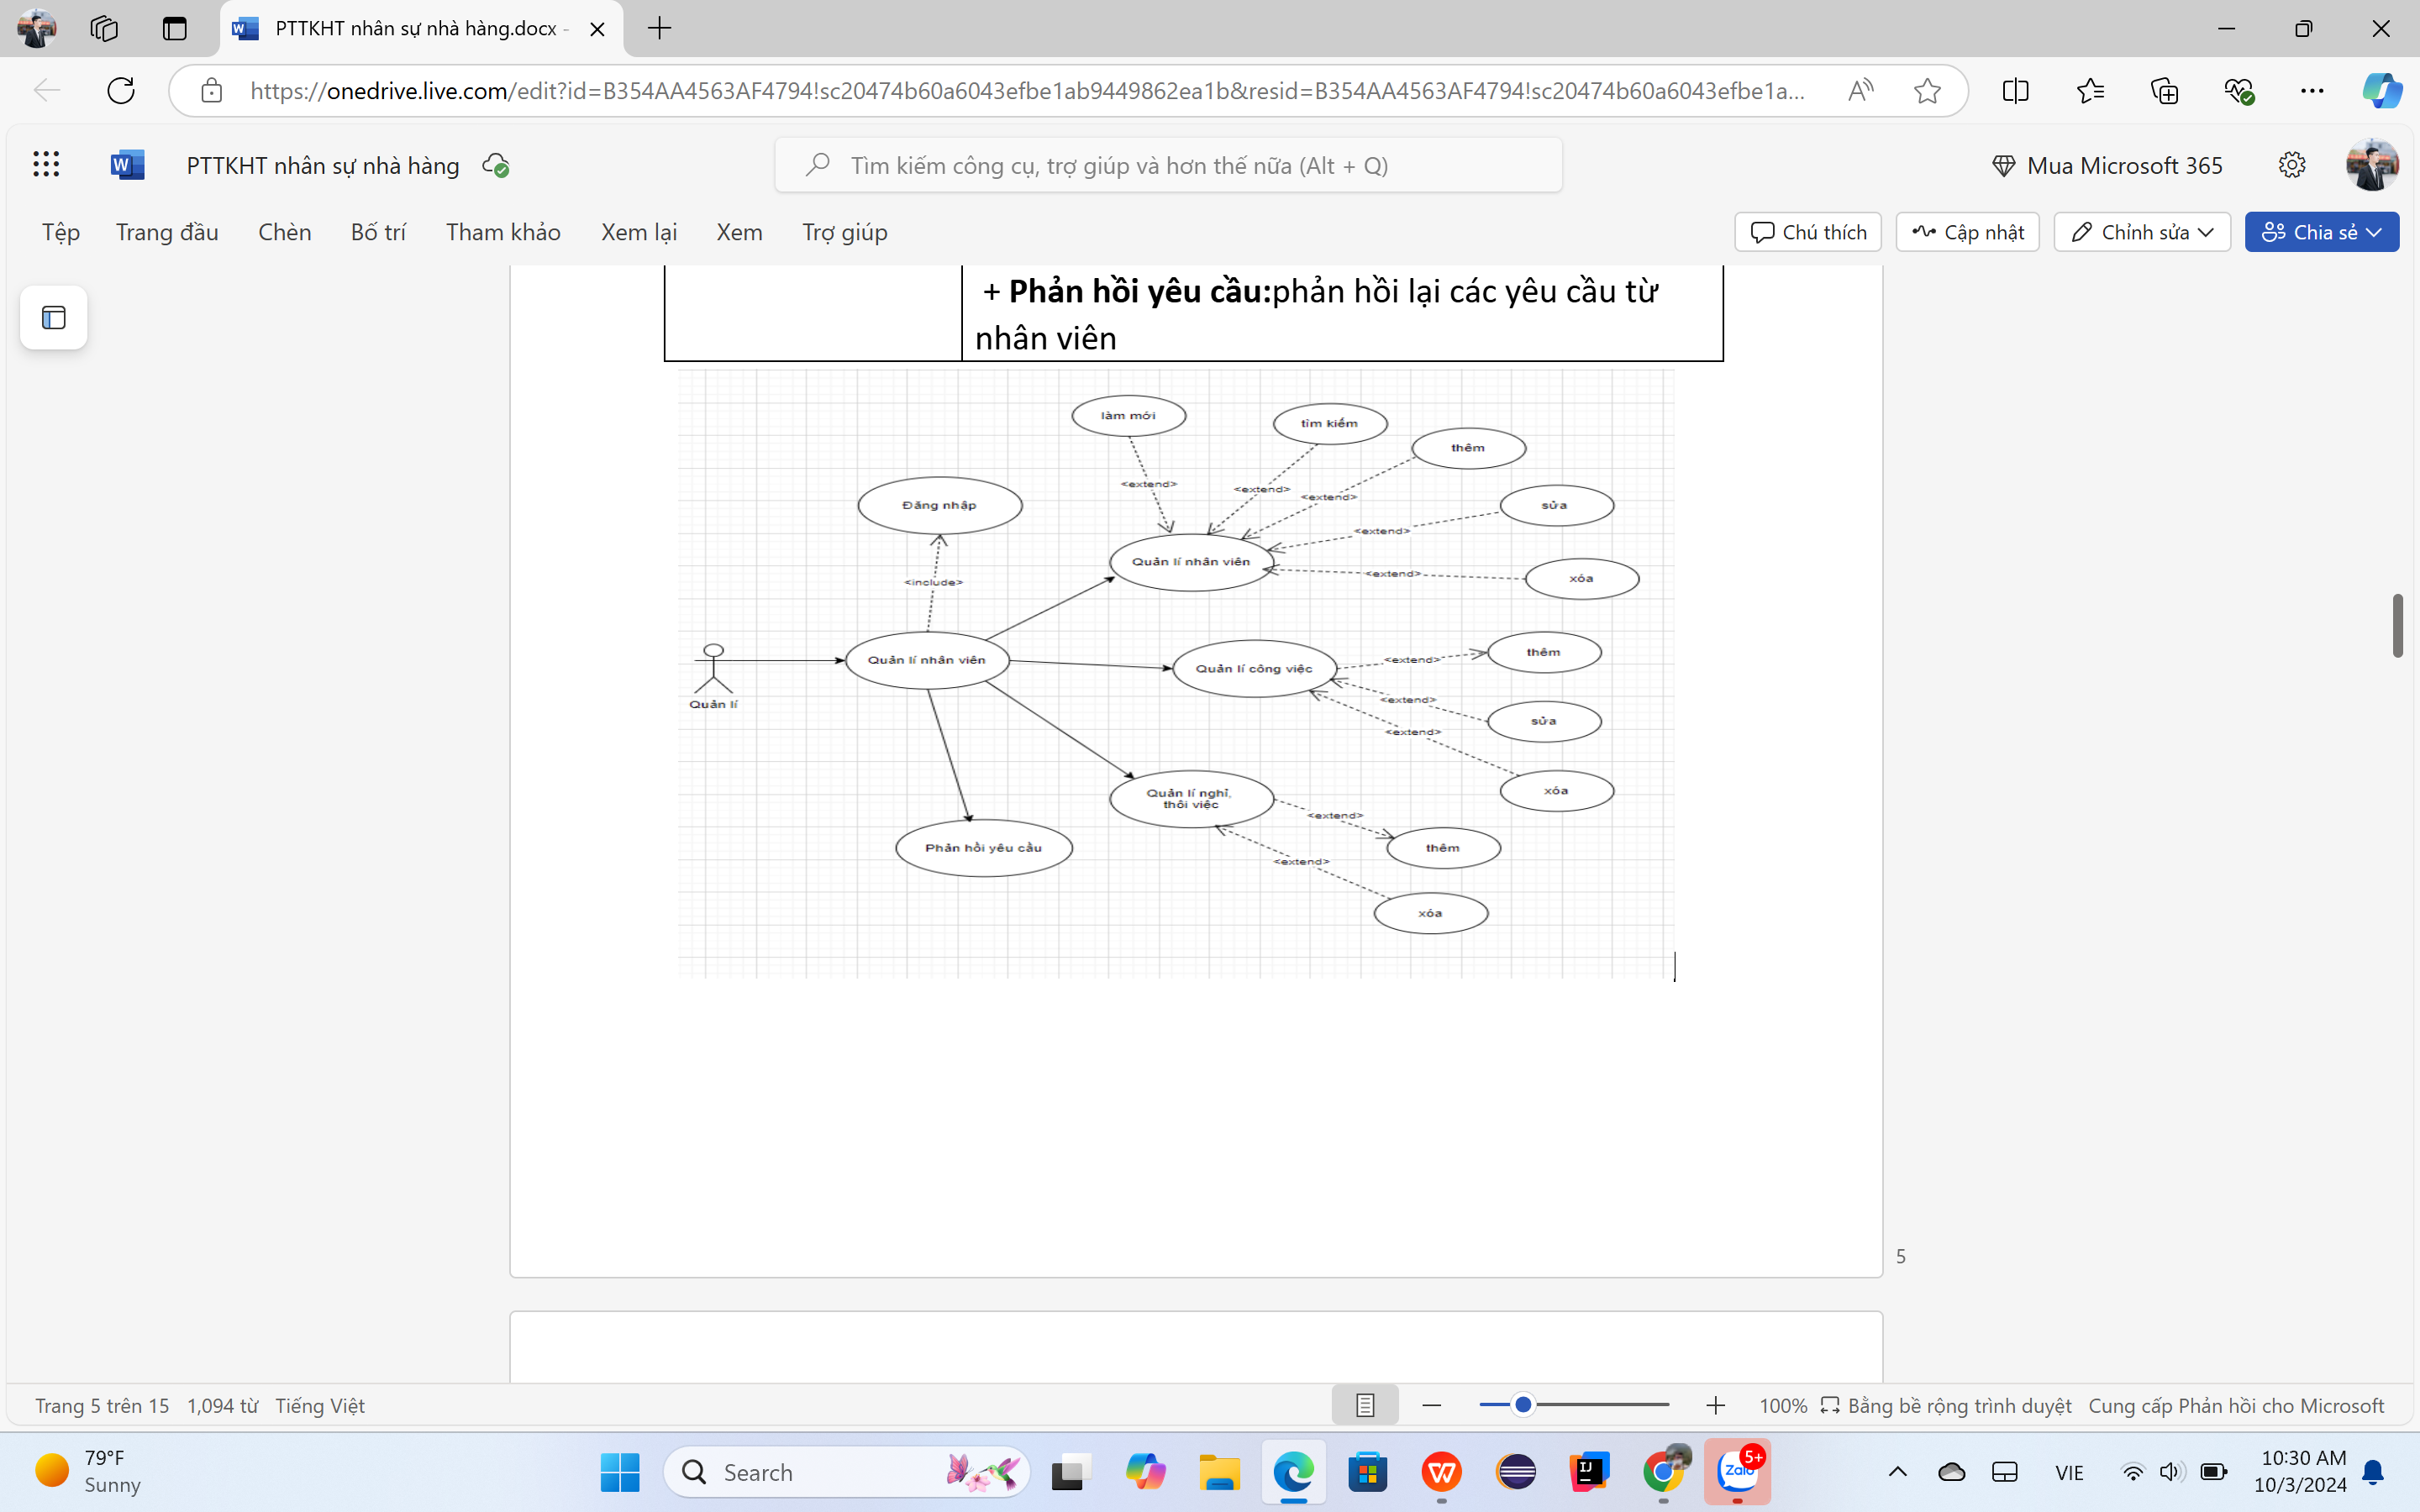 PTTKHT nhân sự nhà hàng.docx -
https://onedrive.live.com/edit?id=B354AA4563AF4794!sc20474b60a6043efbe1ab9449862ea1b&resid=B354AA4563AF4794!sc20474b60a6043efbe1a...
PTTKHT nhân sự nhà hàng
Tìm kiếm công cụ, trợ giúp và hơn thế nữa (Alt + Q)
Mua Microsoft 365
Tệp Trang đầu Chèn Bố trí Tham khảo Xem lại Xem Trợ giúp
Chú thích Cập nhật Chỉnh sửa Chia sẻ
+ Phản hồi yêu cầu:phản hồi lại các yêu cầu từ
nhân viên
làm mới
tìm kiếm
thêm
<extend>
<extend>
<extend>
Đăng nhập
sửa
<extend>
Quản lí nhân viên
<extend>
xóa
<include>
Quản lí
Quản lí nhân viên
Quản lí công việc
<extend>
thêm
<extend>
sửa
<extend>
xóa
Quản lí nghỉ,
thôi việc
<extend>
thêm
<extend>
xóa
Phản hồi yêu cầu
5
Trang 5 trên 15 1,094 từ Tiếng Việt
100% Bằng bề rộng trình duyệt Cung cấp Phản hồi cho Microsoft
79°F
Sunny
Search
IJ
Zalo
5+
VIE
10:30 AM
10/3/2024